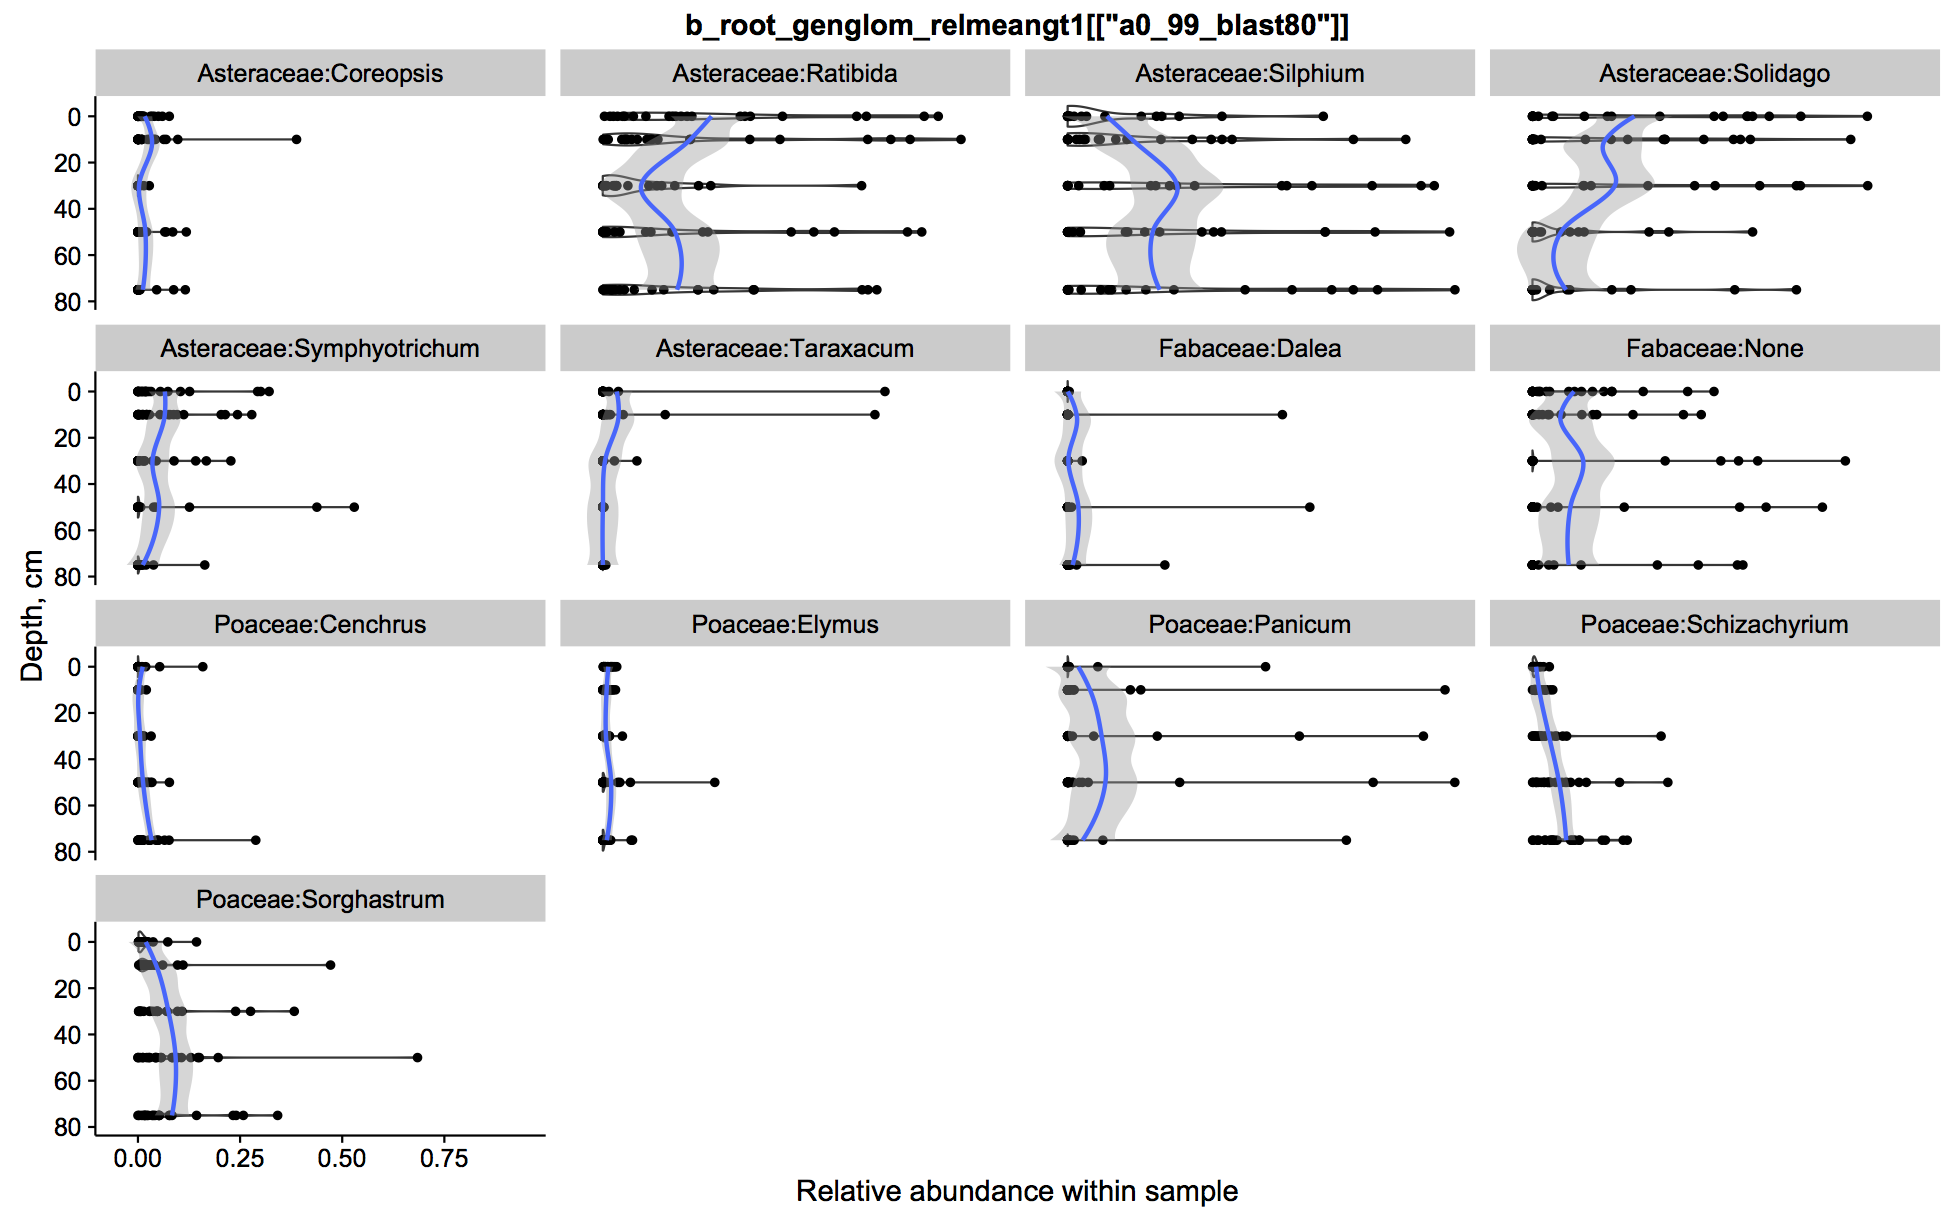 b_root_genglom_relmeangt1[["a0_99_blast80"]]
Asteraceae:Coreopsis Asteraceae:Ratibida Asteraceae:Silphium Asteraceae:Solidago
0
20
40
60
80
Asteraceae:Symphyotrichum Asteraceae:Taraxacum Fabaceae:Dalea Fabaceae:None
0
20
40
60
80
Depth, cm
Poaceae:Cenchrus Poaceae:Elymus Poaceae:Panicum Poaceae:Schizachyrium
0
20
40
60
80
Poaceae:Sorghastrum
0
20
40
60
80
0.00 0.25 0.50 0.75
Relative abundance within sample